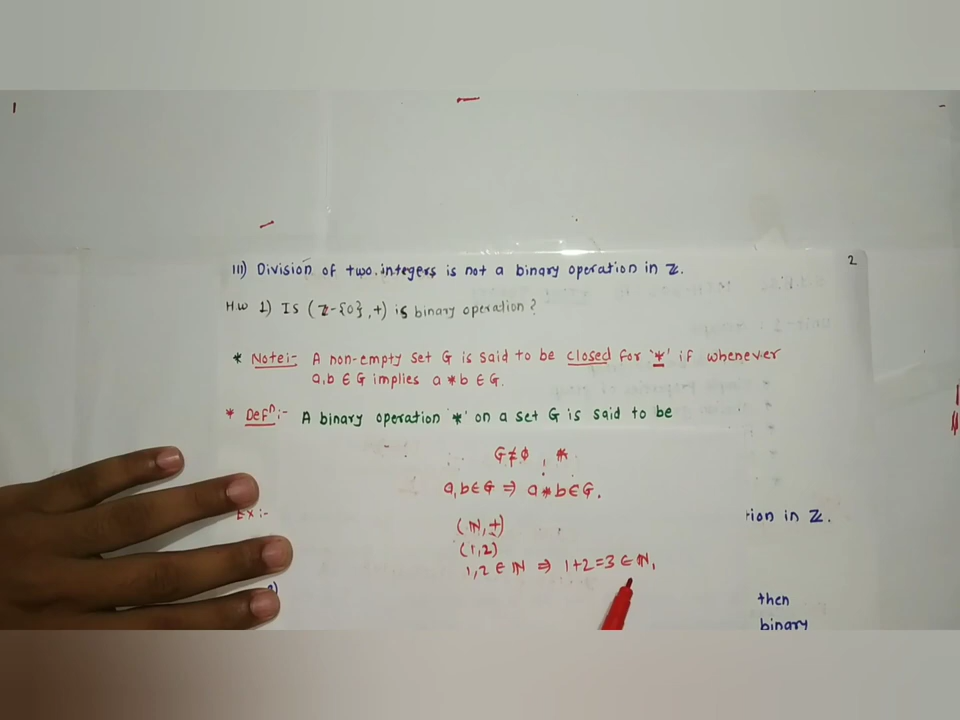 2
III) Division of two integers is not a binary operation in ℤ.
H.W 1) Is (ℤ-{0}, +) is binary operation?
* Note:- A non-empty set G is said to be closed for '*' if whenever
a,b ∈ G implies a * b ∈ G.
* Defⁿ:- A binary operation '*' on a set G is said to be
G ≠ ϕ , *
a,b ∈ G ⇒ a * b ∈ G.
Ex:-
(ℕ, +)
tion in ℤ.
(1,2)
1,2 ∈ ℕ ⇒ 1+2=3 ∈ ℕ,
then
binary